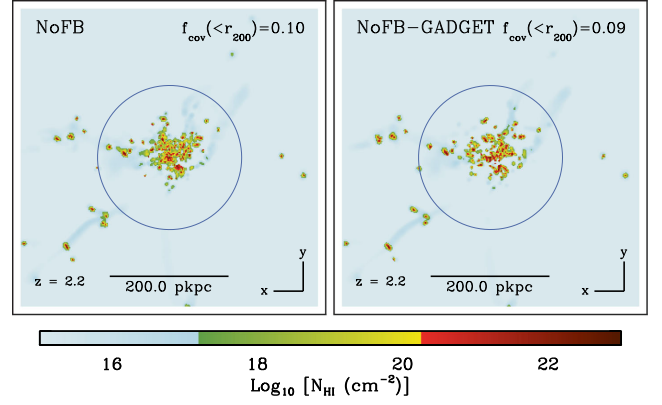 NoFB f_cov(<r_200)=0.10
z = 2.2 200.0 pkpc x y
NoFB-GADGET f_cov(<r_200)=0.09
z = 2.2 200.0 pkpc x y
16 18 20 22
Log_10 [N_HI (cm^-2)]